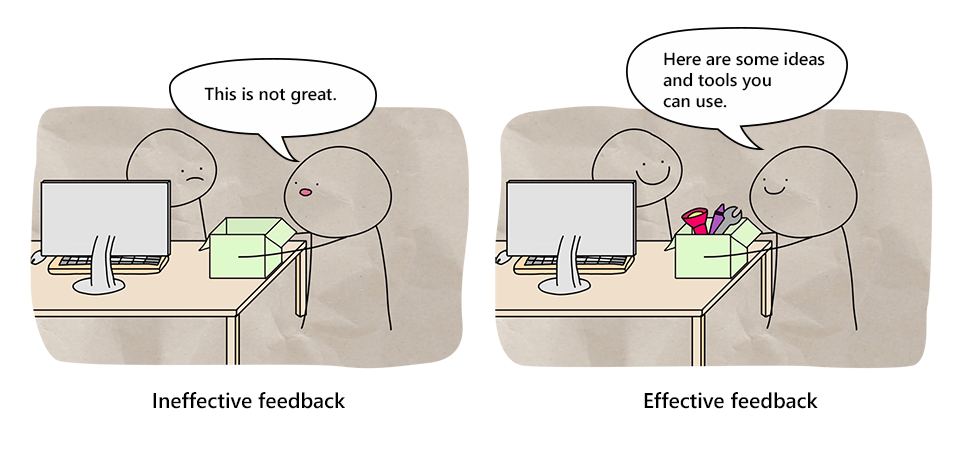 This is not great.
Here are some ideas
and tools you
can use.
Ineffective feedback
Effective feedback